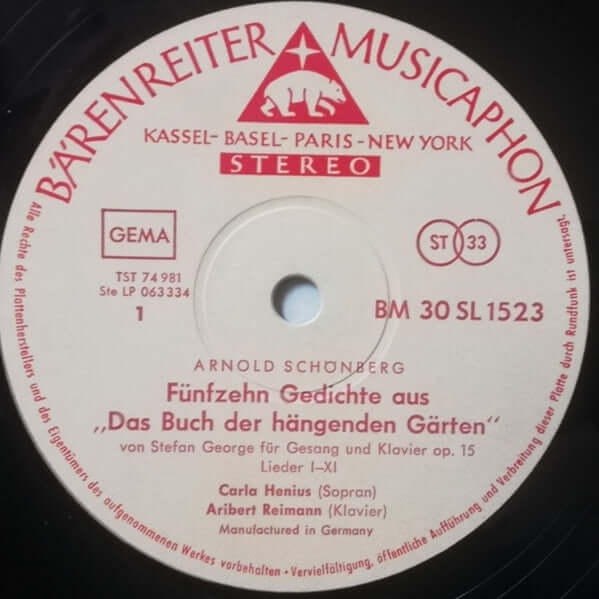 BÄRENREITER MUSICAPHON
KASSEL- BASEL- PARIS - NEW YORK
STEREO
GEMA
ST 33
TST 74 981
Ste LP 063 334
1
BM 30 SL 1523
ARNOLD SCHÖNBERG
Fünfzehn Gedichte aus
„Das Buch der hängenden Gärten“
von Stefan George für Gesang und Klavier op. 15
Lieder I–XI
Carla Henius (Sopran)
Aribert Reimann (Klavier)
Manufactured in Germany
Alle Rechte des Plattenherstellers und des Eigentümers des aufgenommenen Werkes vorbehalten • Vervielfältigung, öffentliche Aufführung und Verbreitung dieser Platte durch Rundfunk ist untersagt.